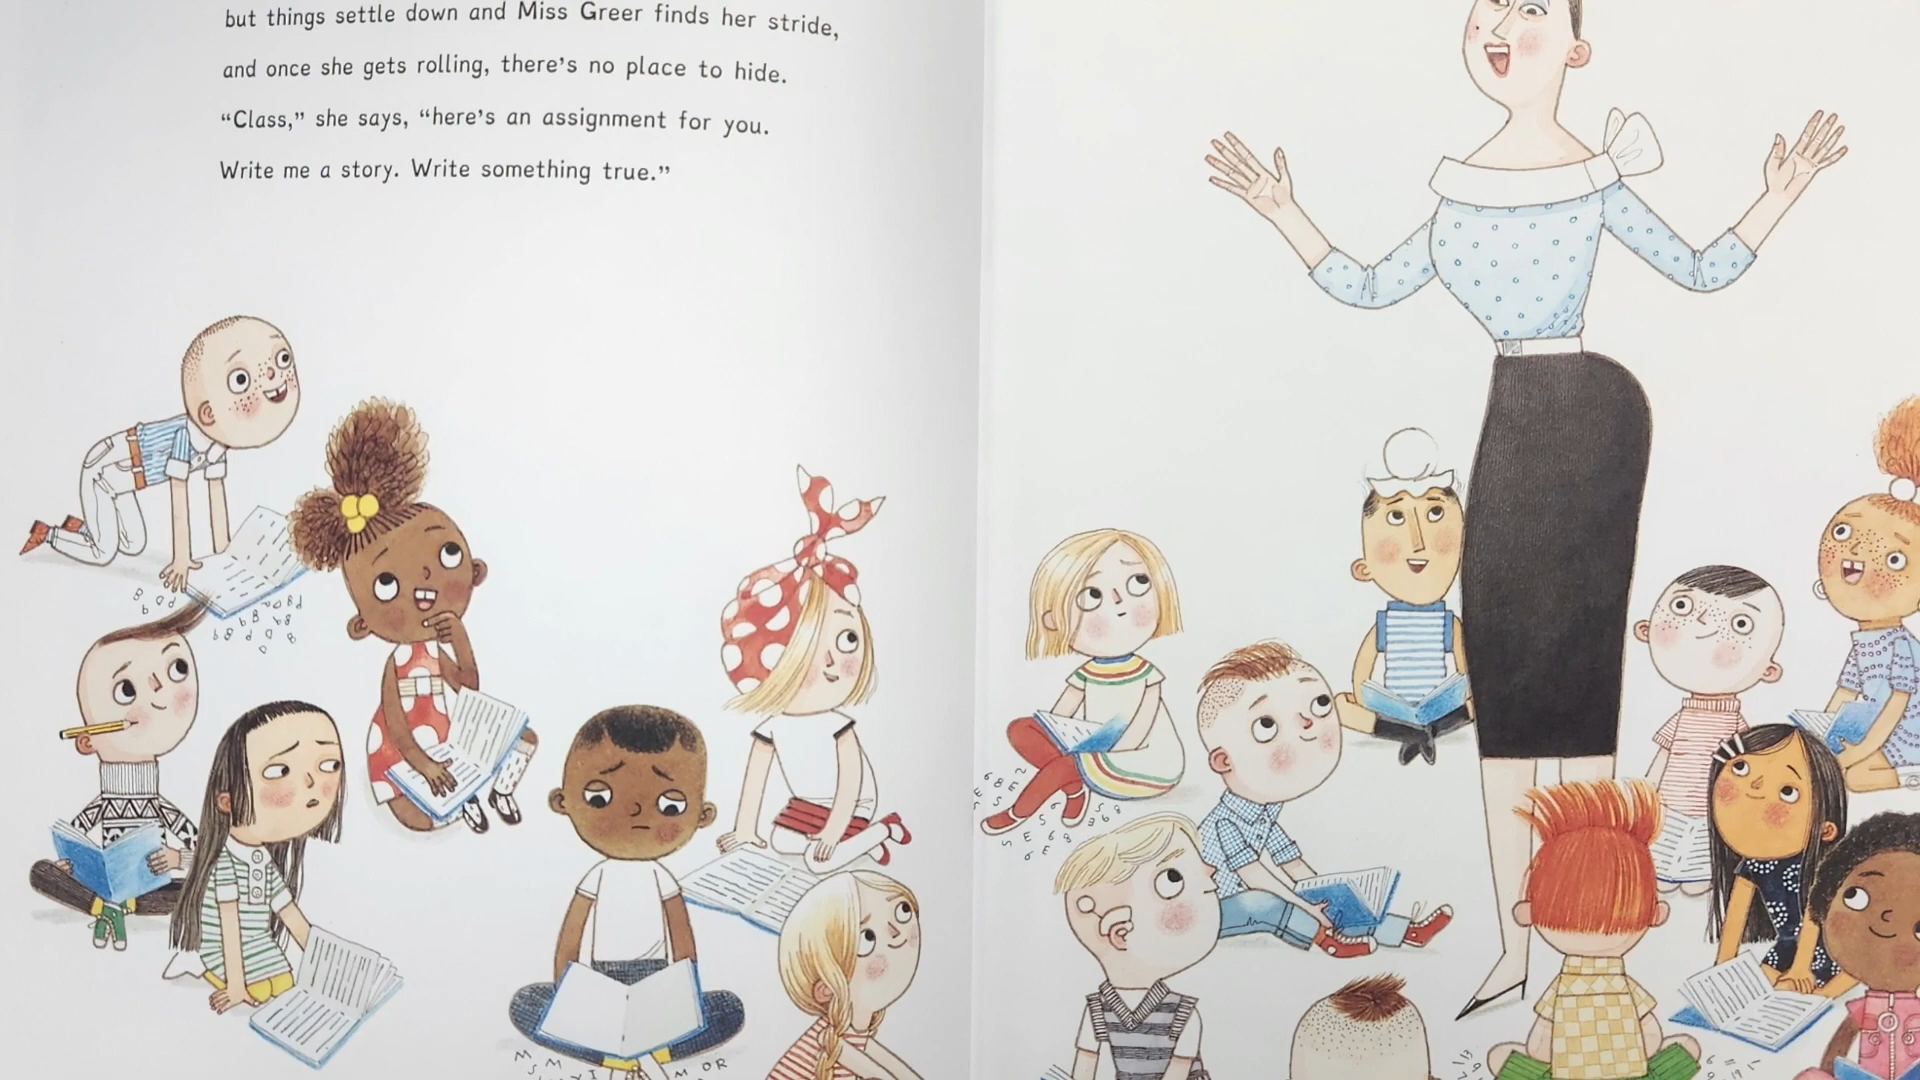 but things settle down and Miss Greer finds her stride,
and once she gets rolling, there's no place to hide.
“Class,” she says, “here's an assignment for you.
Write me a story. Write something true.”